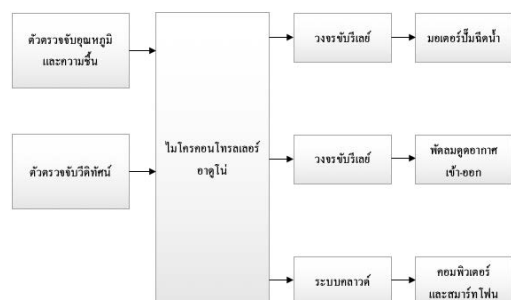 ตัวตรวจจับอุณหภูมิ
และความชื้น
ตัวตรวจจับวีดิทัศน์
ไมโครคอนโทรลเลอร์
อาดูโน่
วงจรขับรีเลย์
มอเตอร์ปั๊มฉีดน้ำ
วงจรขับรีเลย์
พัดลมดูดอากาศ
เข้า-ออก
ระบบคลาวด์
คอมพิวเตอร์
และสมาร์ทโฟน